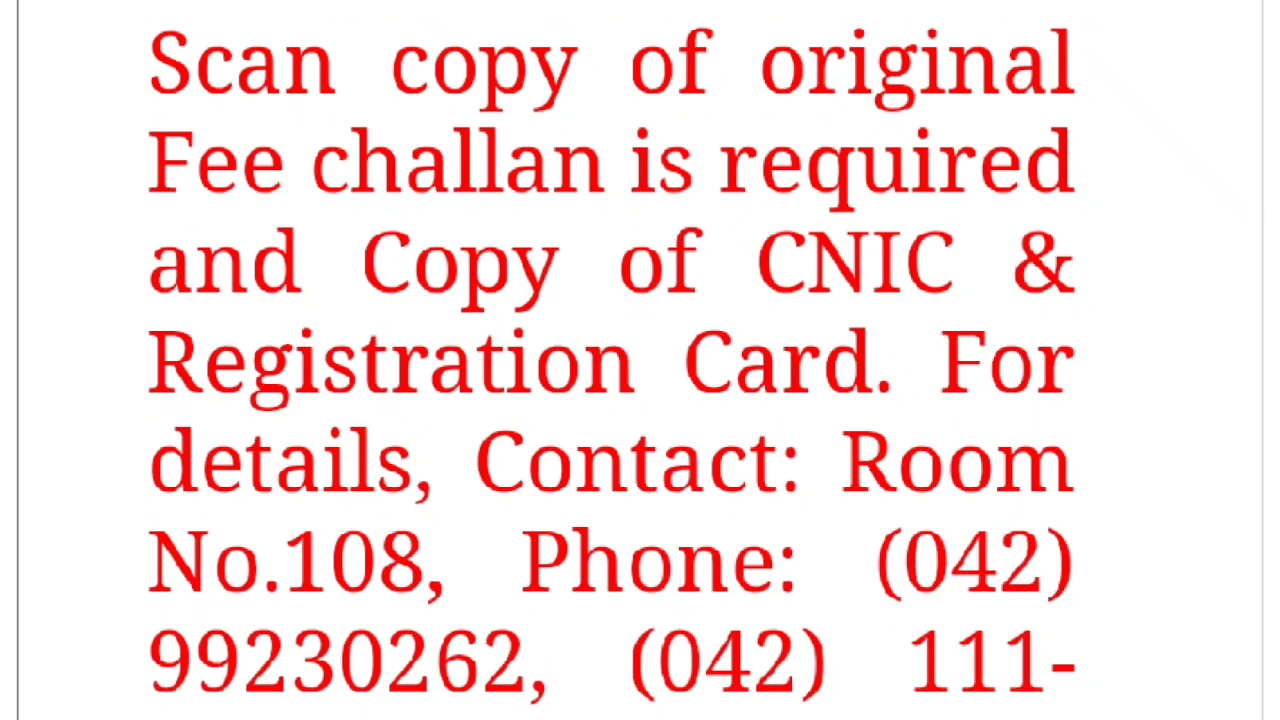 Scan copy of original
Fee challan is required
and Copy of CNIC &
Registration Card. For
details, Contact: Room
No.108, Phone: (042)
99230262, (042) 111-